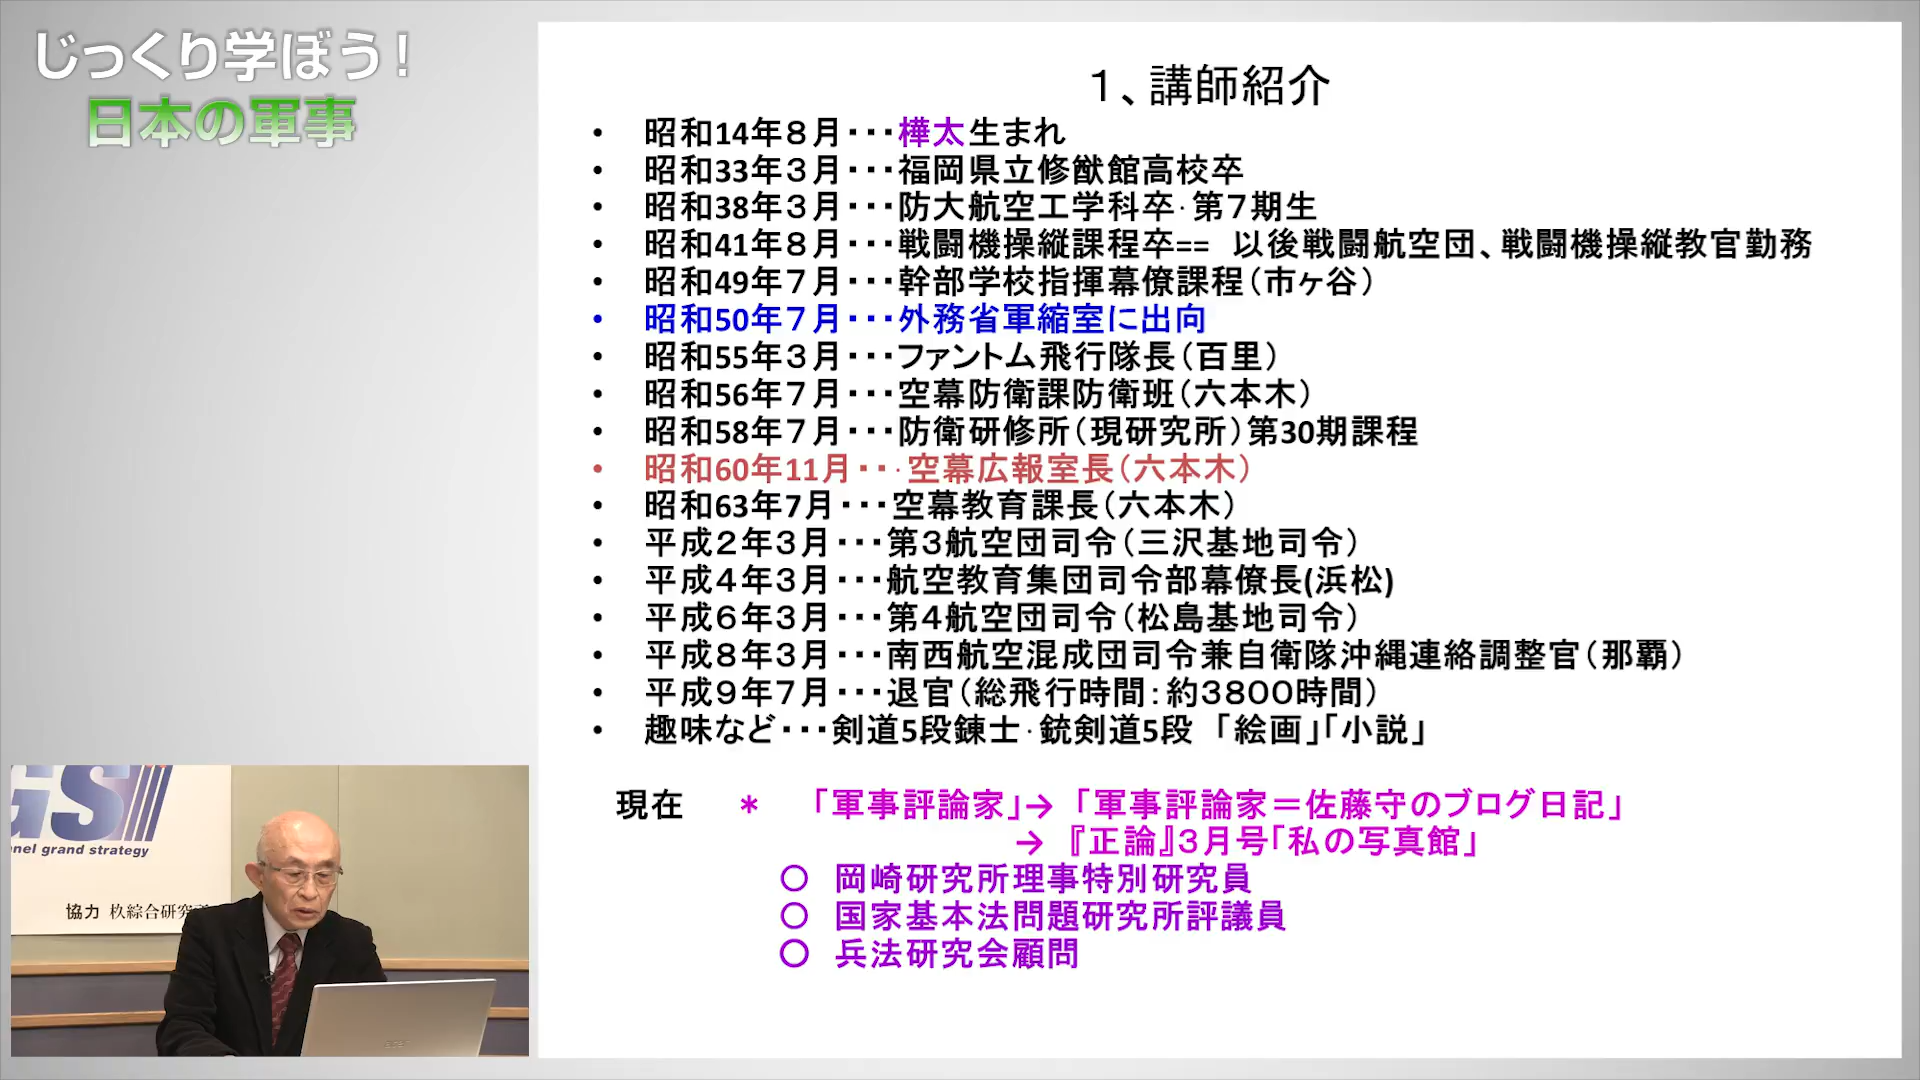 じっくり学ぼう！
日本の軍事
１、講師紹介
• 昭和14年８月・・・樺太生まれ
• 昭和33年３月・・・福岡県立修猷館高校卒
• 昭和38年３月・・・防大航空工学科卒・第７期生
• 昭和41年８月・・・戦闘機操縦課程卒==　以後戦闘航空団、戦闘機操縦教官勤務
• 昭和49年７月・・・幹部学校指揮幕僚課程（市ヶ谷）
• 昭和50年７月・・・外務省軍縮室に出向
• 昭和55年３月・・・ファントム飛行隊長（百里）
• 昭和56年７月・・・空幕防衛課防衛班（六本木）
• 昭和58年７月・・・防衛研修所（現研究所）第30期課程
• 昭和60年11月・・・空幕広報室長（六本木）
• 昭和63年7月・・・空幕教育課長（六本木）
• 平成２年３月・・・第３航空団司令（三沢基地司令）
• 平成４年３月・・・航空教育集団司令部幕僚長(浜松)
• 平成６年３月・・・第４航空団司令（松島基地司令）
• 平成８年３月・・・南西航空混成団司令兼自衛隊沖縄連絡調整官（那覇）
• 平成９年７月・・・退官（総飛行時間：約３８００時間）
• 趣味など・・・剣道5段錬士・銃剣道5段　「絵画」「小説」
現在　＊　「軍事評論家」→「軍事評論家＝佐藤守のブログ日記」
→『正論』３月号「私の写真館」
○　岡崎研究所理事特別研究員
○　国家基本法問題研究所評議員
○　兵法研究会顧問
GS
nel grand strategy
協力 杦綜合研究
acer